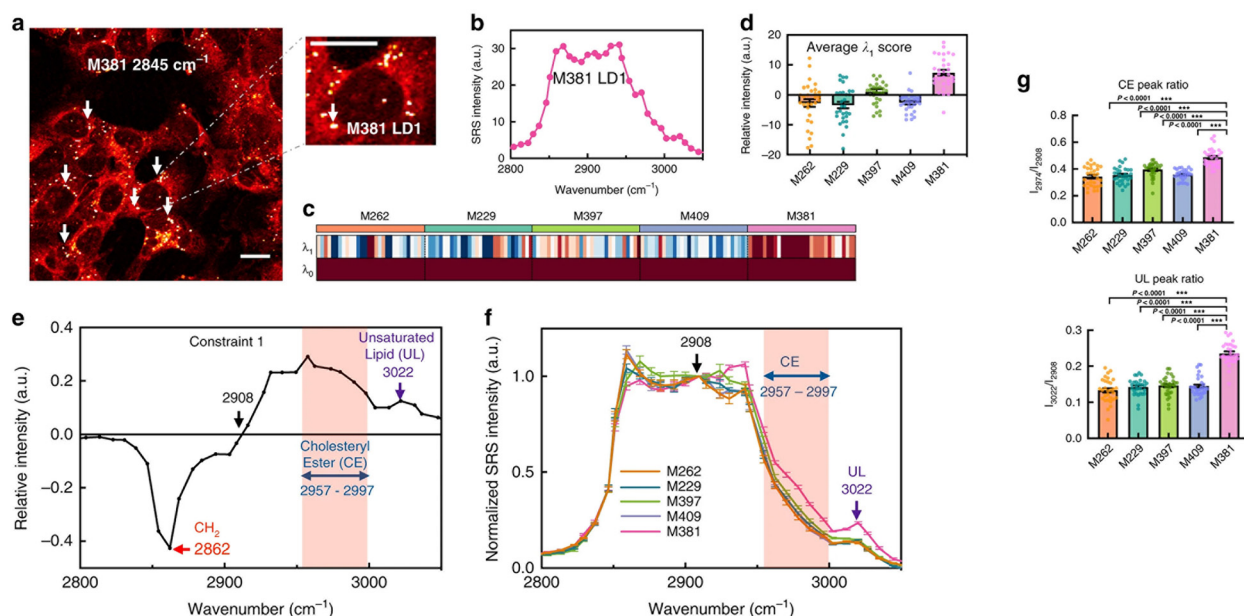 a
M381 2845 cm⁻¹
M381 LD1
b
SRS intensity (a.u.)
30
20
10
0
M381 LD1
2800
2900
3000
Wavenumber (cm⁻¹)
c
M262 M229 M397 M409 M381
λ₁
λ₀
d
Relative intensity (a.u.)
Average λ₁ score
20
10
0
−10
−20
M262 M229 M397 M409 M381
e
Relative intensity (a.u.)
0.4
0.2
0.0
−0.2
−0.4
Constraint 1
2908
Unsaturated
Lipid (UL)
3022
Cholesteryl
Ester (CE)
2957 - 2997
CH₂
2862
2800 2900 3000
Wavenumber (cm⁻¹)
f
Normalized SRS intensity (a.u.)
1.0
0.5
0.0
2908
CE
2957 – 2997
UL
3022
M262
M229
M397
M409
M381
2800 2900 3000
Wavenumber (cm⁻¹)
g
CE peak ratio
P < 0.0001 ***
P < 0.0001 ***
P < 0.0001 ***
P < 0.0001 ***
I₂₉₇₄/I₂₉₀₈
0.8
0.6
0.4
0.2
0.0
M262 M229 M397 M409 M381
UL peak ratio
P < 0.0001 ***
P < 0.0001 ***
P < 0.0001 ***
P < 0.0001 ***
I₃₀₂₂/I₂₉₀₈
0.3
0.2
0.1
0.0
M262 M229 M397 M409 M381